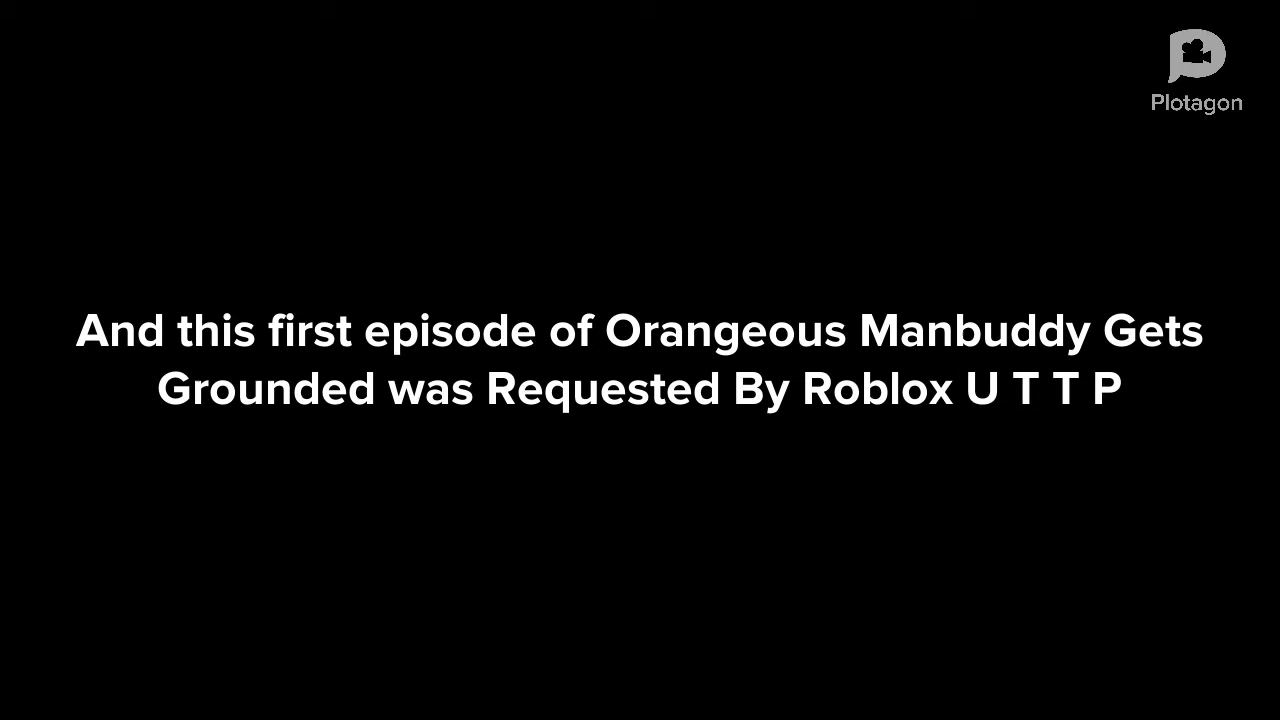 Plotagon
And this first episode of Orangeous Manbuddy Gets
Grounded was Requested By Roblox U T T P